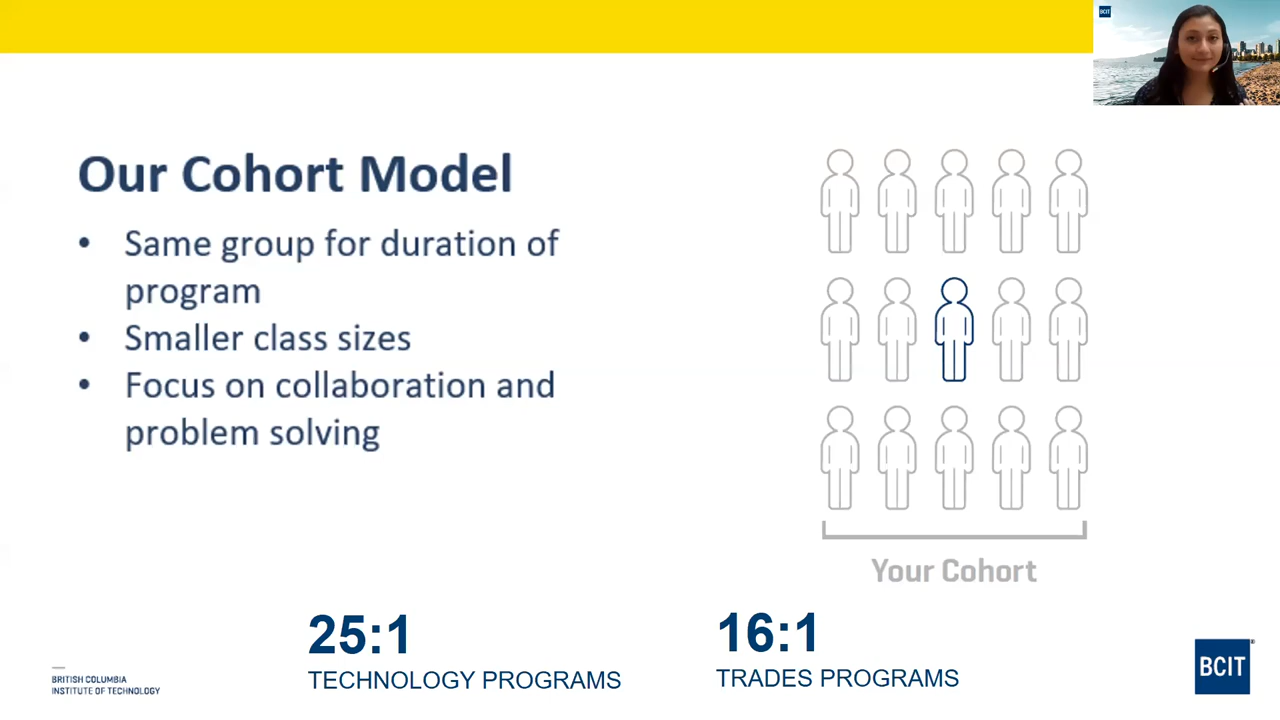 BCIT
Our Cohort Model
• Same group for duration of
program
• Smaller class sizes
• Focus on collaboration and
problem solving
Your Cohort
25:1
TECHNOLOGY PROGRAMS
16:1
TRADES PROGRAMS
BRITISH COLUMBIA
INSTITUTE OF TECHNOLOGY
BCIT®